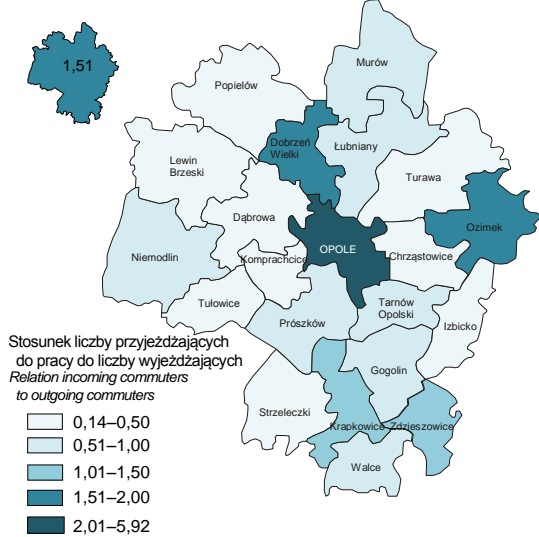 1,51
Murów
Popielów
Dobrzeń
Wielki
Łubniany
Lewin
Brzeski
Turawa
Dąbrowa
Ozimek
OPOLE
Niemodlin
Komprachcice
Chrząstowice
Tułowice
Tarnów
Opolski
Prószków
Izbicko
Stosunek liczby przyjeżdżających
do pracy do liczby wyjeżdżających
Relation incoming commuters
to outgoing commuters
Gogolin
Strzeleczki
Krapkowice
Zdzieszowice
Walce
0,14–0,50
0,51–1,00
1,01–1,50
1,51–2,00
2,01–5,92